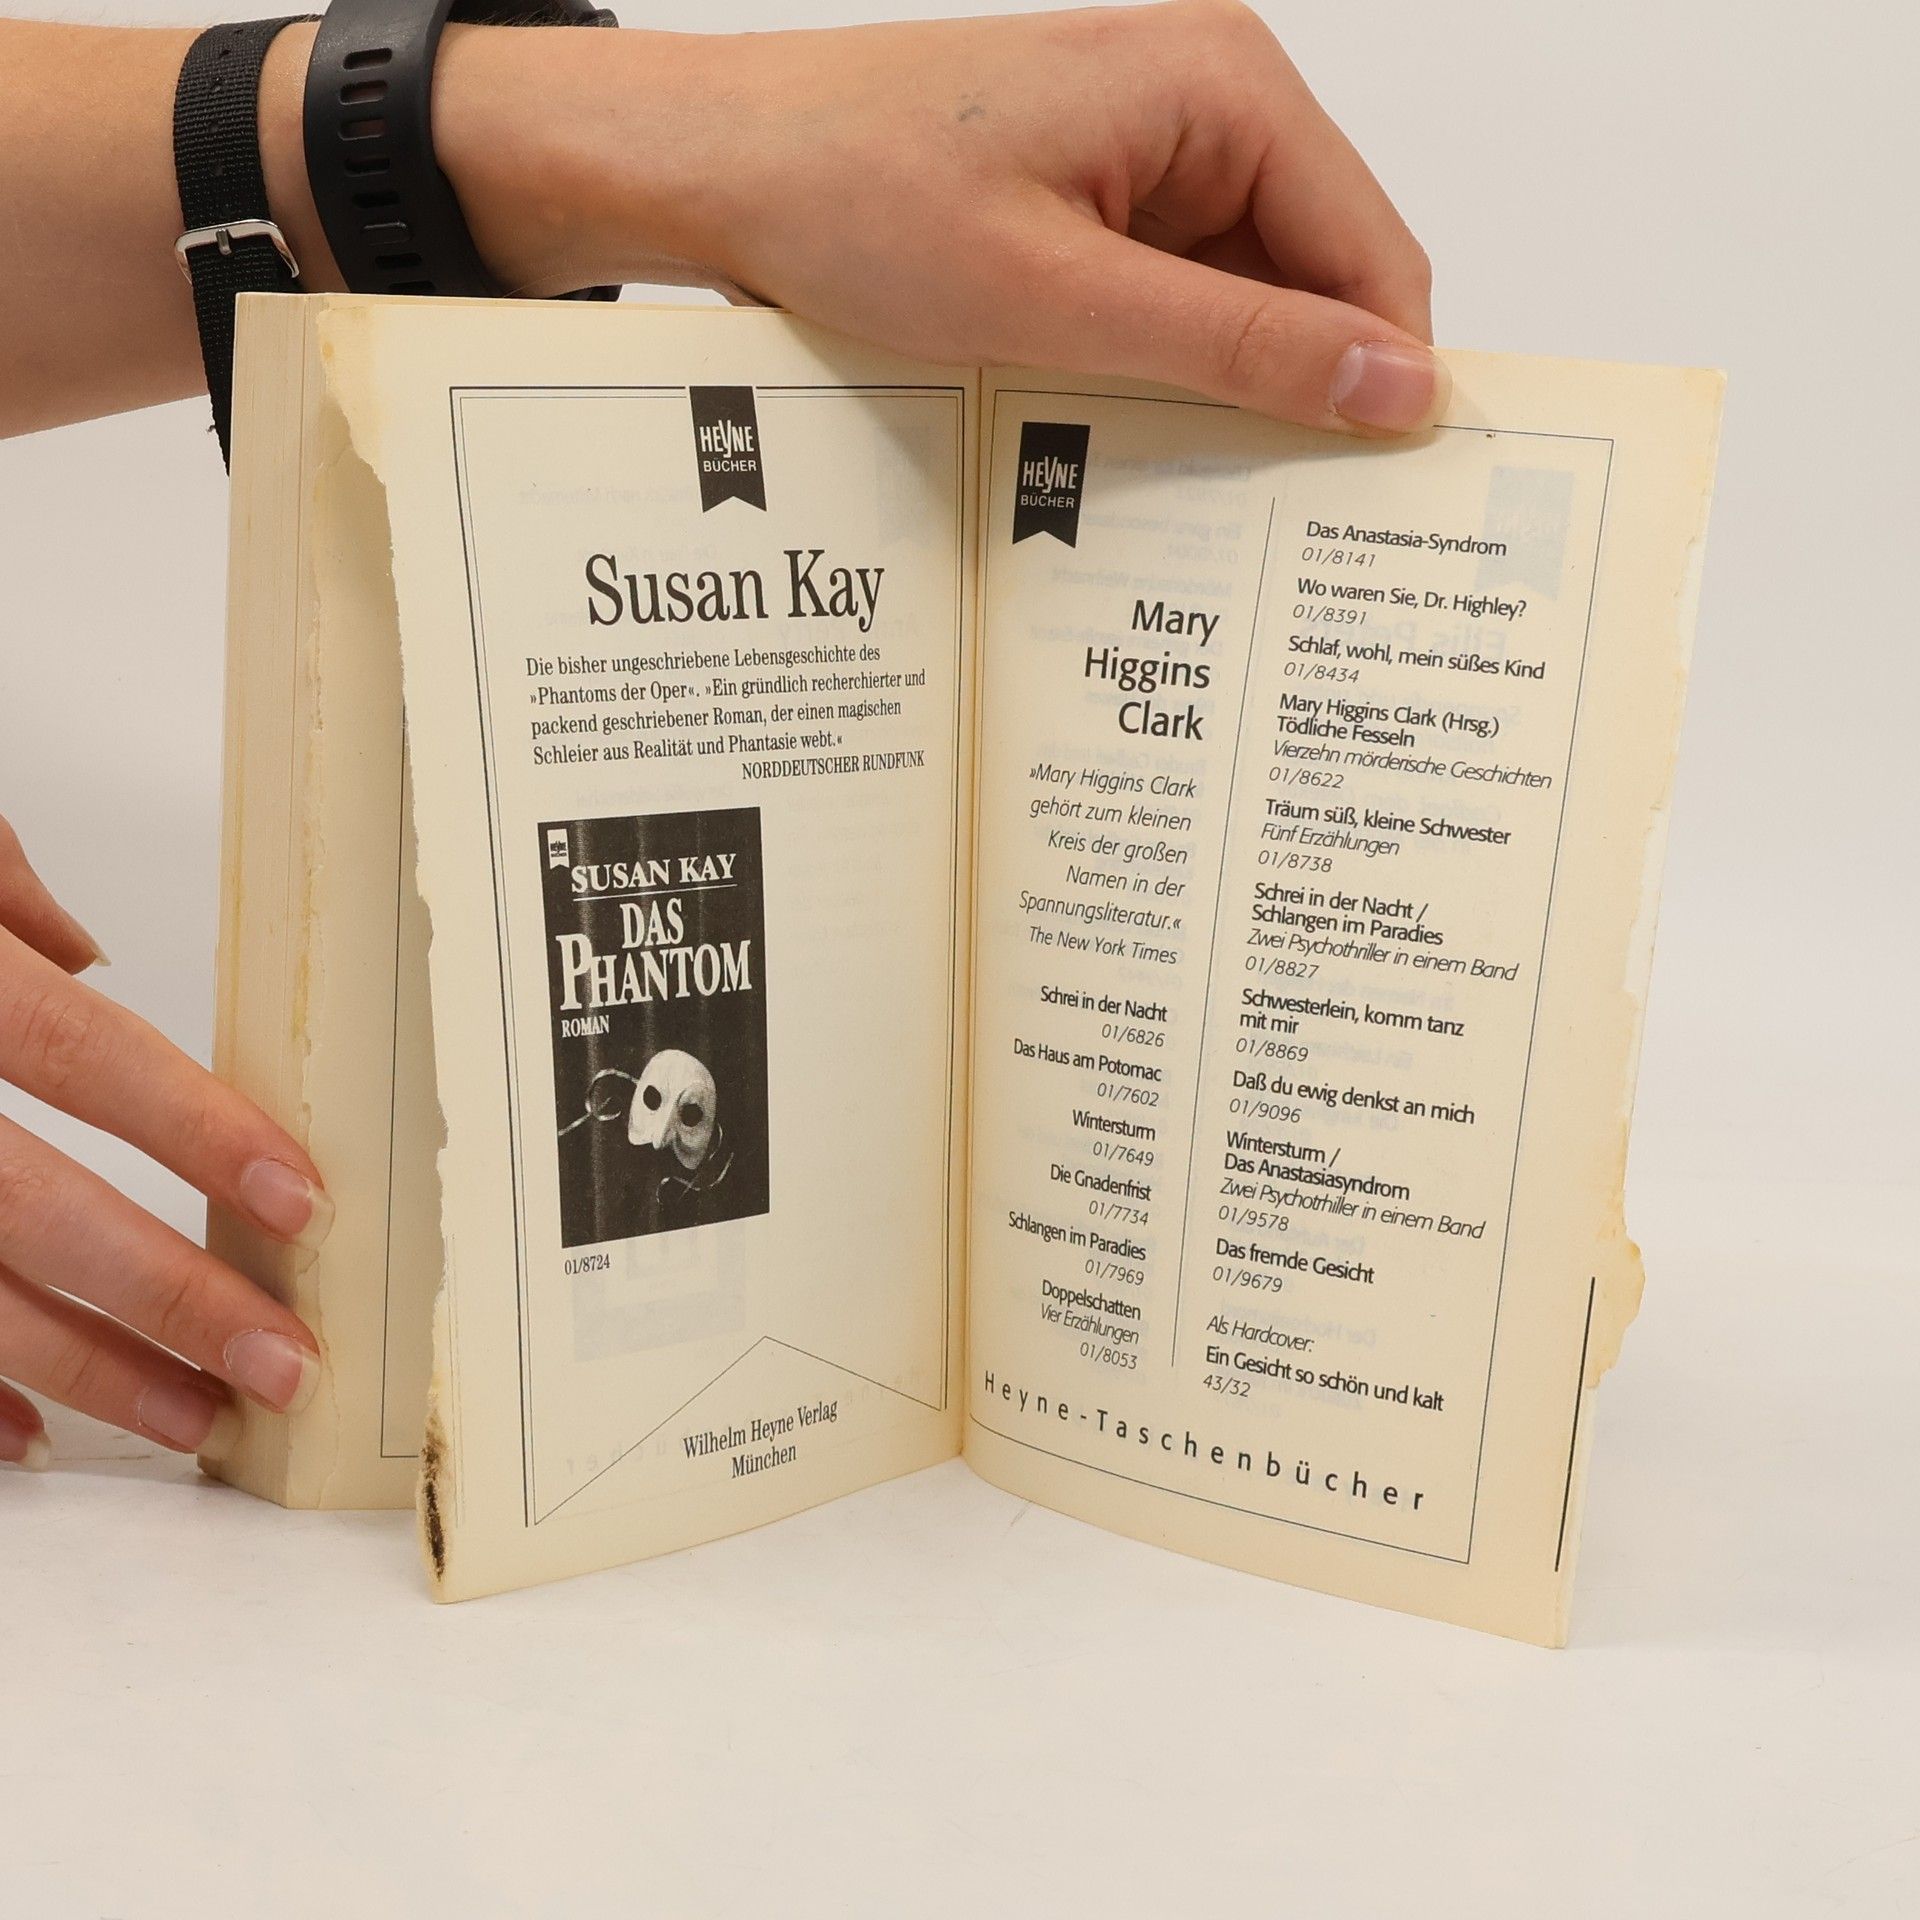 HEYNE
BÜCHER
Susan Kay
Die bisher ungeschriebene Lebensgeschichte des
»Phantoms der Oper«. »Ein gründlich recherchierter und
packend geschriebener Roman, der einen magischen
Schleier aus Realität und Phantasie webt.«
NORDDEUTSCHER RUNDFUNK
HEYNE
BÜCHER
SUSAN KAY
DAS
PHANTOM
ROMAN
01/8724
Wilhelm Heyne Verlag
München
HEYNE
BÜCHER
Mary
Higgins
Clark
»Mary Higgins Clark
gehört zum kleinen
Kreis der großen
Namen in der
Spannungsliteratur.«
The New York Times
Schrei in der Nacht
01/6826
Das Haus am Potomac
01/7602
Wintersturm
01/7649
Die Gnadenfrist
01/7734
Schlangen im Paradies
01/7969
Doppelschatten
Vier Erzählungen
01/8053
Das Anastasia-Syndrom
01/8141
Wo waren Sie, Dr. Highley?
01/8391
Schlaf, wohl, mein süßes Kind
01/8434
Mary Higgins Clark (Hrsg.)
Tödliche Fesseln
Vierzehn mörderische Geschichten
01/8622
Träum süß, kleine Schwester
Fünf Erzählungen
01/8738
Schrei in der Nacht /
Schlangen im Paradies
Zwei Psychothriller in einem Band
01/8827
Schwesterlein, komm tanz
mit mir
01/8869
Daß du ewig denkst an mich
01/9096
Wintersturm /
Das Anastasiasyndrom
Zwei Psychotrhiller in einem Band
01/9578
Das fremde Gesicht
01/9679
Als Hardcover:
Ein Gesicht so schön und kalt
43/32
Heyne-Taschenbücher